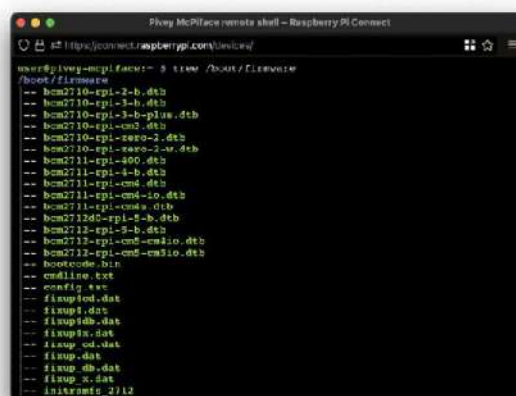 Pivey McPiface remote shell – Raspberry Pi Connect
https://connect.raspberrypi.com/devices/
user@pivey-mcpiface:~ $ tree /boot/firmware
/boot/firmware
|-- bcm2710-rpi-2-b.dtb
|-- bcm2710-rpi-3-b.dtb
|-- bcm2710-rpi-3-b-plus.dtb
|-- bcm2710-rpi-cm3.dtb
|-- bcm2710-rpi-zero-2.dtb
|-- bcm2710-rpi-zero-2-w.dtb
|-- bcm2711-rpi-400.dtb
|-- bcm2711-rpi-4-b.dtb
|-- bcm2711-rpi-cm4.dtb
|-- bcm2711-rpi-cm4-io.dtb
|-- bcm2711-rpi-cm4s.dtb
|-- bcm2712d0-rpi-5-b.dtb
|-- bcm2712-rpi-5-b.dtb
|-- bcm2712-rpi-cm5-cm4io.dtb
|-- bcm2712-rpi-cm5-cm5io.dtb
|-- bootcode.bin
|-- cmdline.txt
|-- config.txt
|-- fixup4cd.dat
|-- fixup4.dat
|-- fixup4db.dat
|-- fixup4x.dat
|-- fixup_cd.dat
|-- fixup.dat
|-- fixup_db.dat
|-- fixup_x.dat
|-- initramfs_2712